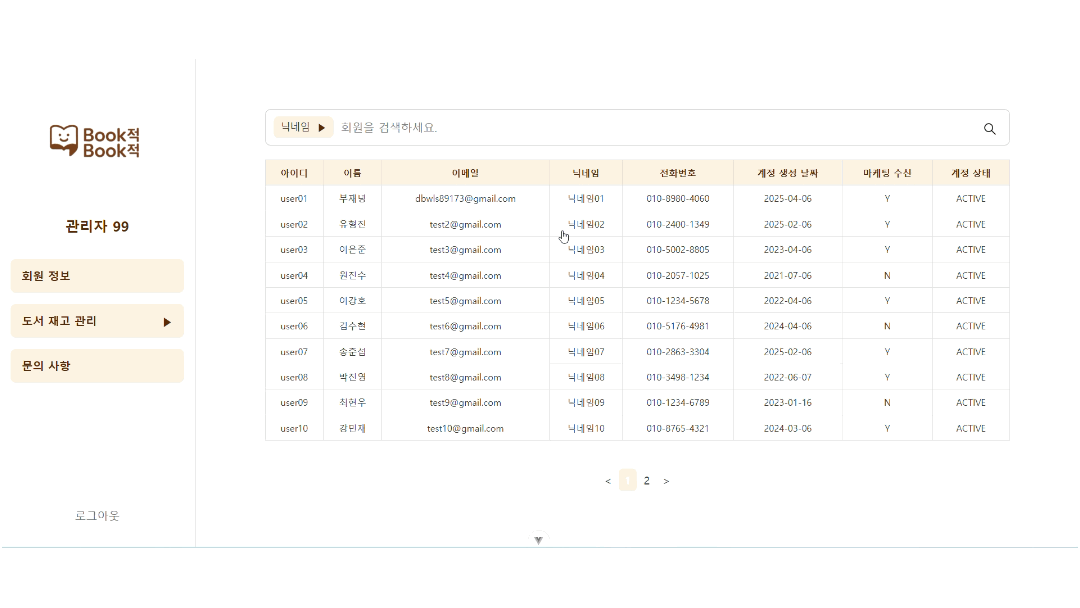 Book적
Book적
관리자 99
회원 정보
도서 재고 관리 ▶
문의 사항
로그아웃
닉네임 ▶ 회원을 검색하세요.
아이디 이름 이메일 닉네임 전화번호 계정 생성 날짜 마케팅 수신 계정 상태
user01 부재녕 dbwls89173@gmail.com 닉네임01 010-8980-4060 2025-04-06 Y ACTIVE
user02 유형진 test2@gmail.com 닉네임02 010-2400-1349 2025-02-06 Y ACTIVE
user03 이은준 test3@gmail.com 닉네임03 010-5002-8805 2023-04-06 Y ACTIVE
user04 원진수 test4@gmail.com 닉네임04 010-2057-1025 2021-07-06 N ACTIVE
user05 이강호 test5@gmail.com 닉네임05 010-1234-5678 2022-04-06 Y ACTIVE
user06 김수현 test6@gmail.com 닉네임06 010-5176-4981 2024-04-06 N ACTIVE
user07 송준섭 test7@gmail.com 닉네임07 010-2863-3304 2025-02-06 Y ACTIVE
user08 박진영 test8@gmail.com 닉네임08 010-3498-1234 2022-06-07 Y ACTIVE
user09 최현우 test9@gmail.com 닉네임09 010-1234-6789 2023-01-16 N ACTIVE
user10 강민재 test10@gmail.com 닉네임10 010-8765-4321 2024-03-06 Y ACTIVE
< 1 2 >